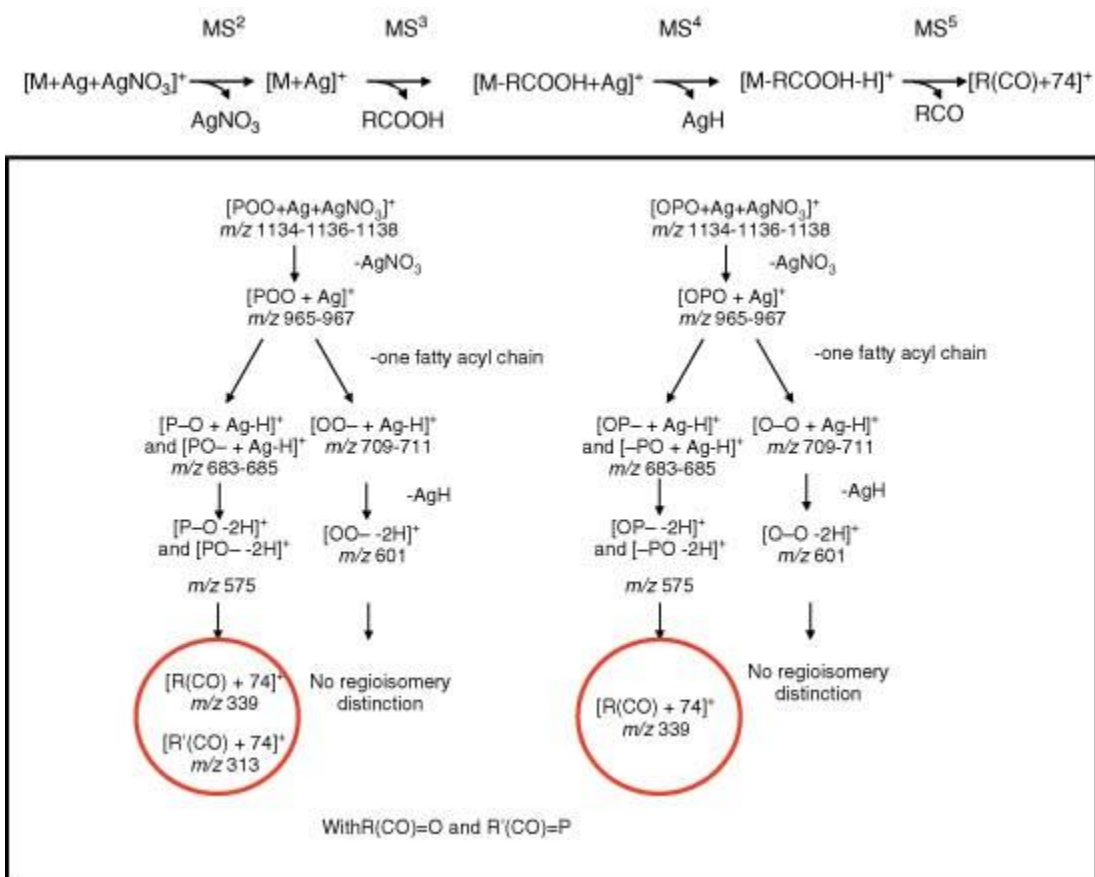 MS² MS³ MS⁴ MS⁵
[M+Ag+AgNO₃]⁺ [M+Ag]⁺ [M-RCOOH+Ag]⁺ [M-RCOOH-H]⁺ [R(CO)+74]⁺
AgNO₃ RCOOH AgH RCO
[POO+Ag+AgNO₃]⁺
m/z 1134-1136-1138
-AgNO₃
[POO + Ag]⁺
m/z 965-967
-one fatty acyl chain
[P–O + Ag-H]⁺
and [PO– + Ag-H]⁺
m/z 683-685
[OO– + Ag-H]⁺
m/z 709-711
-AgH
[P–O -2H]⁺
and [PO– -2H]⁺
m/z 575
[OO– -2H]⁺
m/z 601
[R(CO) + 74]⁺
m/z 339
[R'(CO) + 74]⁺
m/z 313
No regioisomery
distinction
[OPO+Ag+AgNO₃]⁺
m/z 1134-1136-1138
-AgNO₃
[OPO + Ag]⁺
m/z 965-967
-one fatty acyl chain
[OP– + Ag-H]⁺
and [–PO + Ag-H]⁺
m/z 683-685
[O–O + Ag-H]⁺
m/z 709-711
-AgH
[OP– -2H]⁺
and [–PO -2H]⁺
m/z 575
[O–O -2H]⁺
m/z 601
[R(CO) + 74]⁺
m/z 339
No regioisomery
distinction
WithR(CO)=O and R'(CO)=P